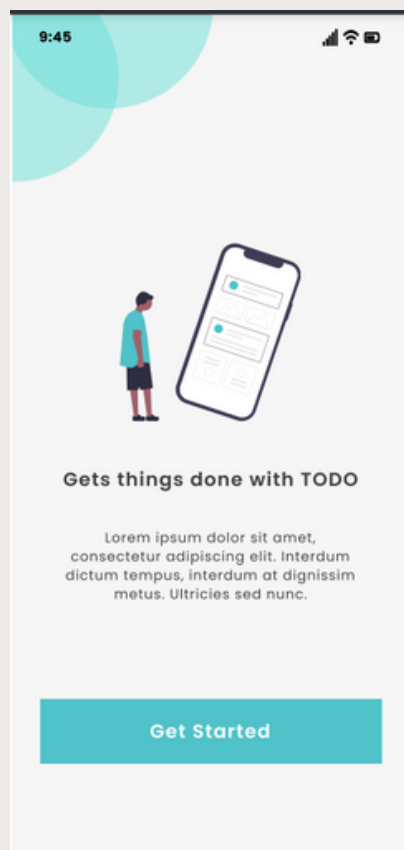 9:45
Gets things done with TODO
Lorem ipsum dolor sit amet,
consectetur adipiscing elit. Interdum
dictum tempus, interdum at dignissim
metus. Ultricies sed nunc.
Get Started